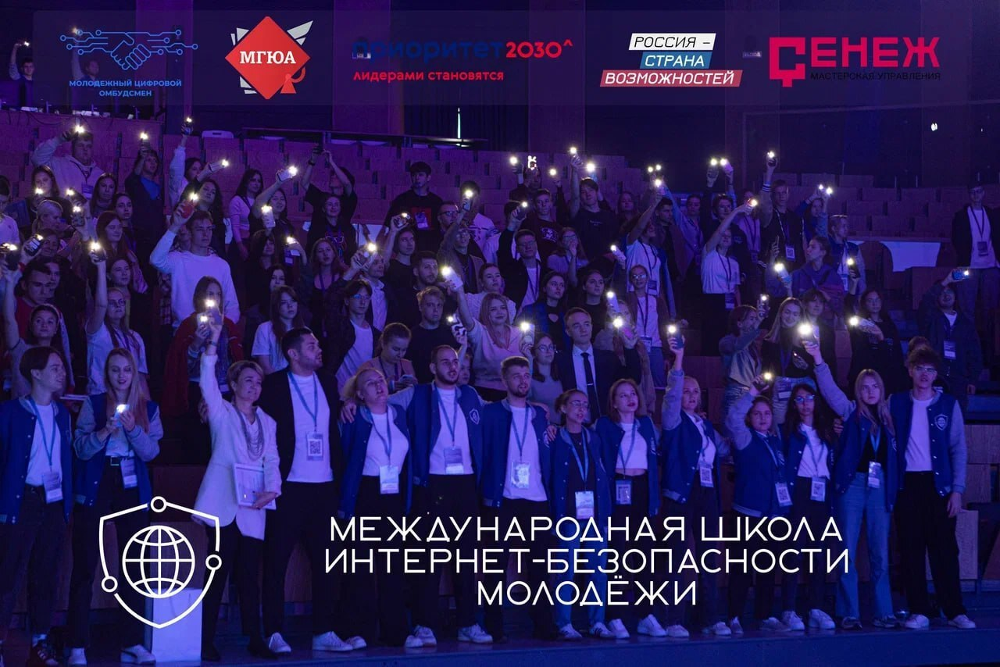 МОЛОДЕЖНЫЙ ЦИФРОВОЙ
ОМБУДСМЕН
МГЮА
приоритет2030^
лидерами становятся
РОССИЯ –
СТРАНА
ВОЗМОЖНОСТЕЙ
СЕНЕЖ
МАСТЕРСКАЯ УПРАВЛЕНИЯ
МЕЖДУНАРОДНАЯ ШКОЛА
ИНТЕРНЕТ-БЕЗОПАСНОСТИ
МОЛОДЁЖИ